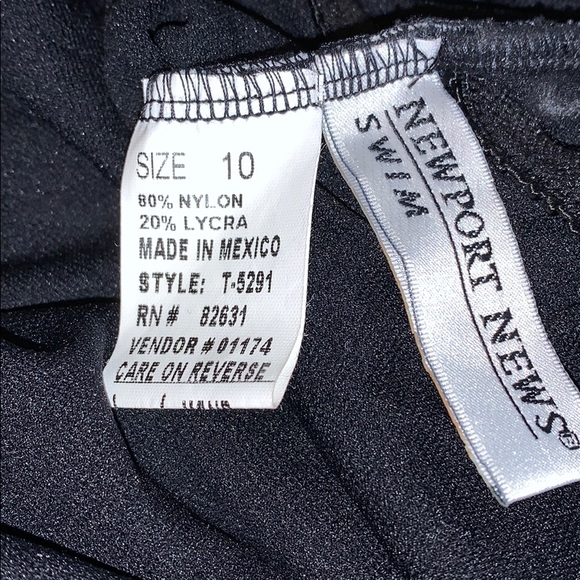 SIZE 10
80% NYLON
20% LYCRA
MADE IN MEXICO
STYLE: T-5291
RN # 82631
VENDOR # 01174
CARE ON REVERSE
NEWPORT NEWS®
SWIM